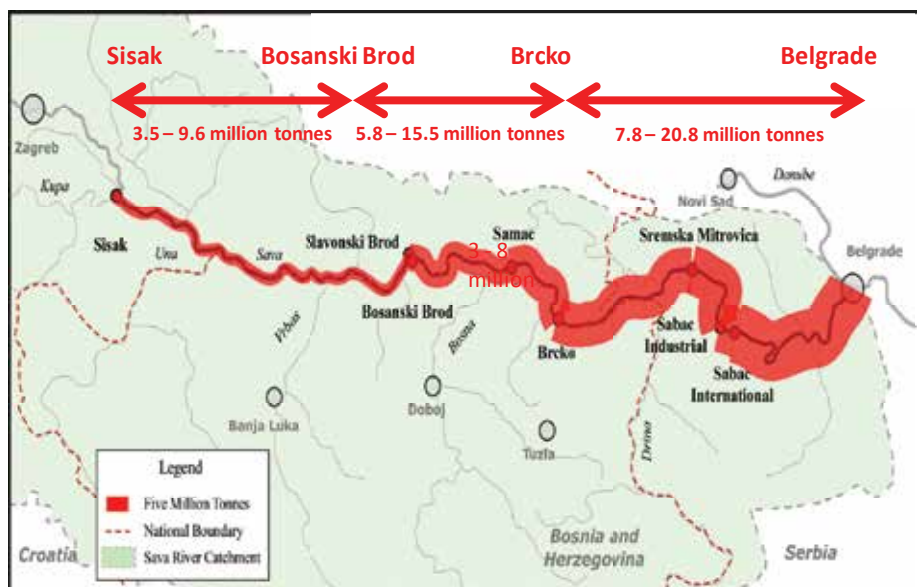 Sisak
Bosanski Brod
Brcko
Belgrade
3.5 – 9.6 million tonnes
5.8 – 15.5 million tonnes
7.8 – 20.8 million tonnes
Zagreb
Kupa
Sisak
Una
Sava
Slavonski Brod
Samac
3 8
million
Sremska Mitrovica
Novi Sad
Danube
Belgrade
Vrbas
Bosanski Brod
Bosna
Brcko
Sabac
Industrial
Sabac
International
Banja Luka
Doboj
Tuzla
Drina
Legend
Five Million Tonnes
National Boundary
Sava River Catchment
Croatia
Bosnia and
Herzegovina
Serbia